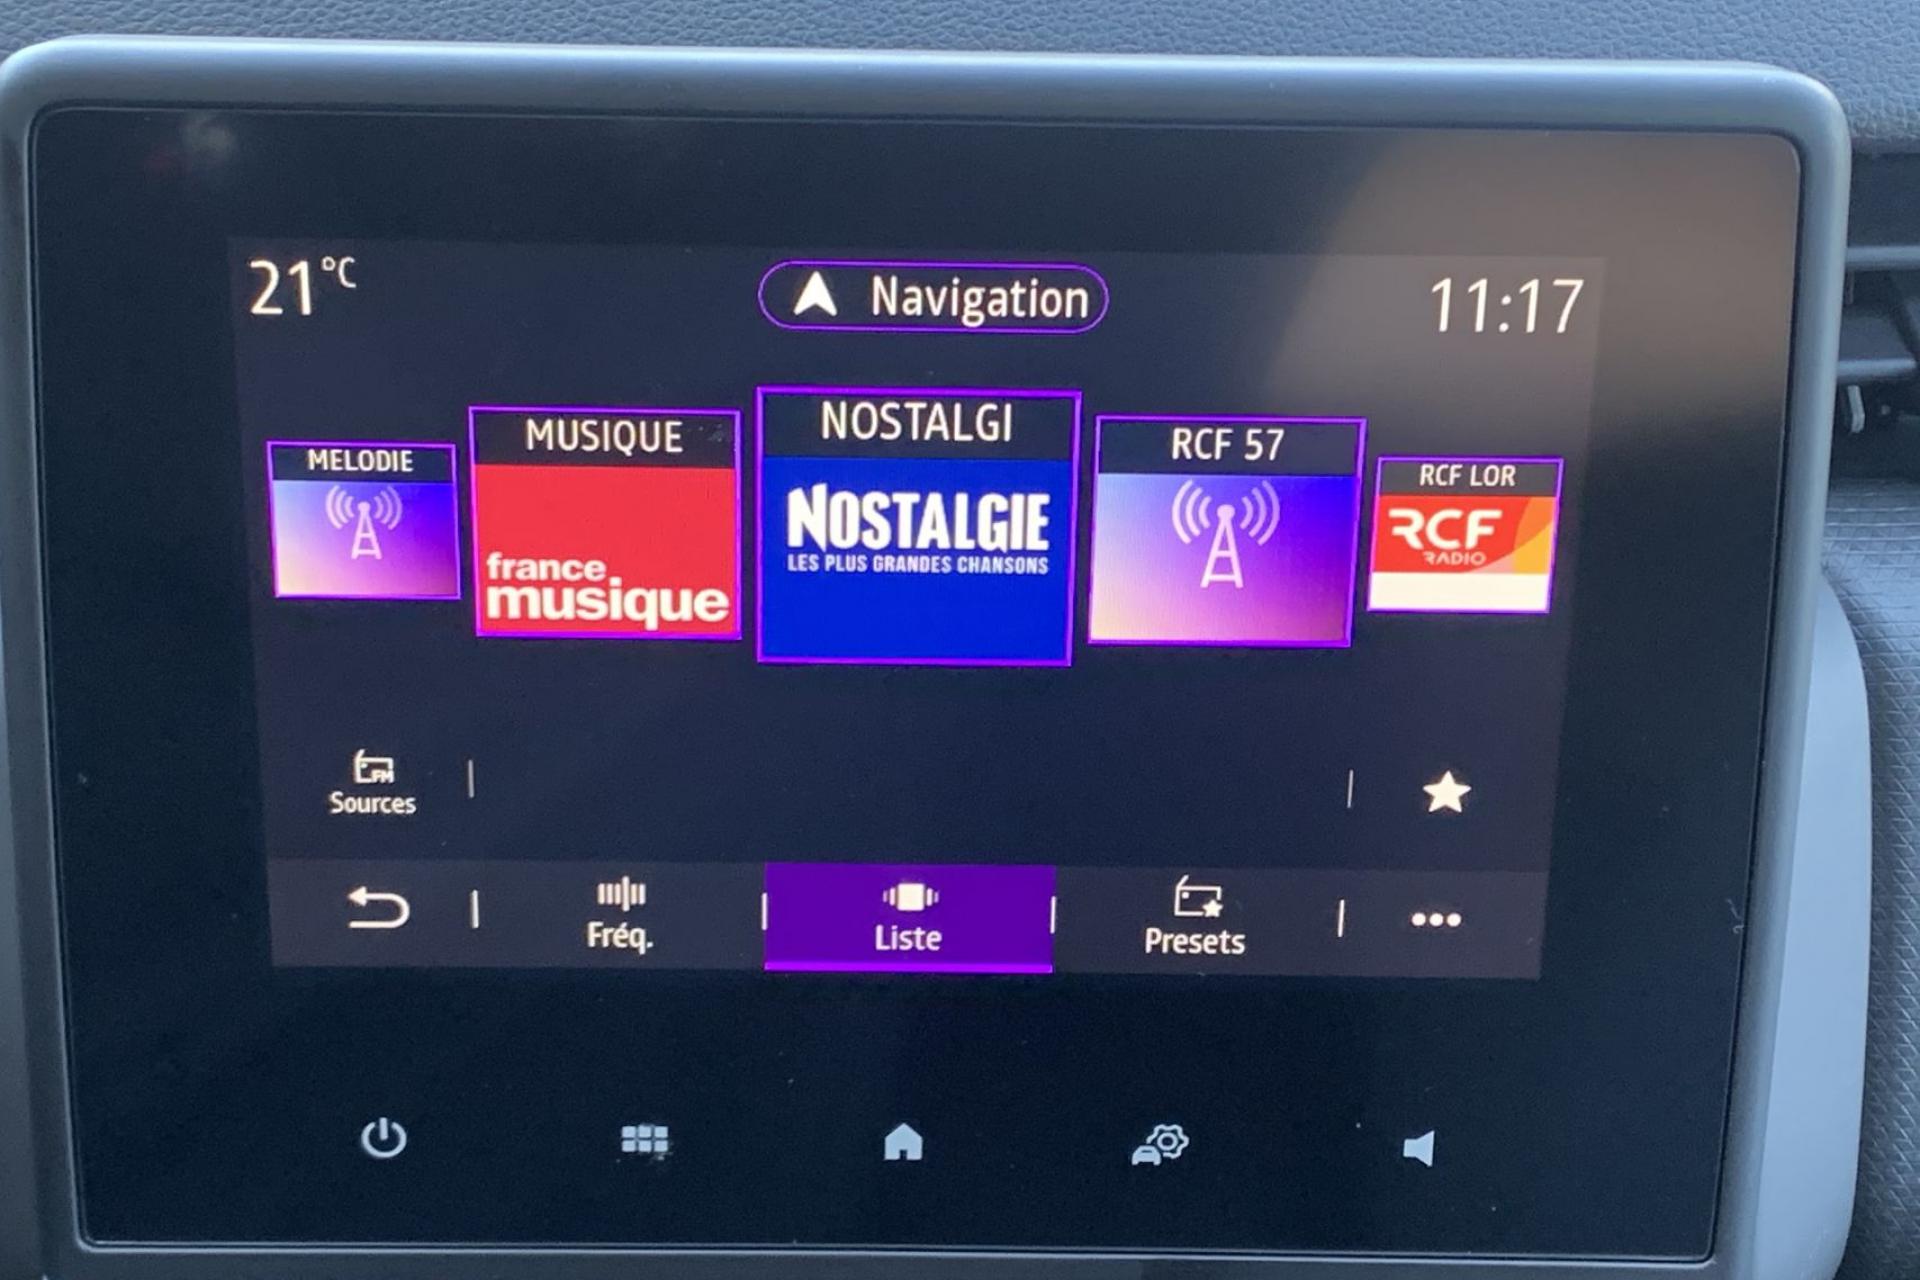 21°C
Navigation
11:17
MELODIE
MUSIQUE
france
musique
NOSTALGI
NOSTALGIE
LES PLUS GRANDES CHANSONS
RCF 57
RCF LOR
RCF
RADIO
FM
Sources
Fréq.
Liste
Presets